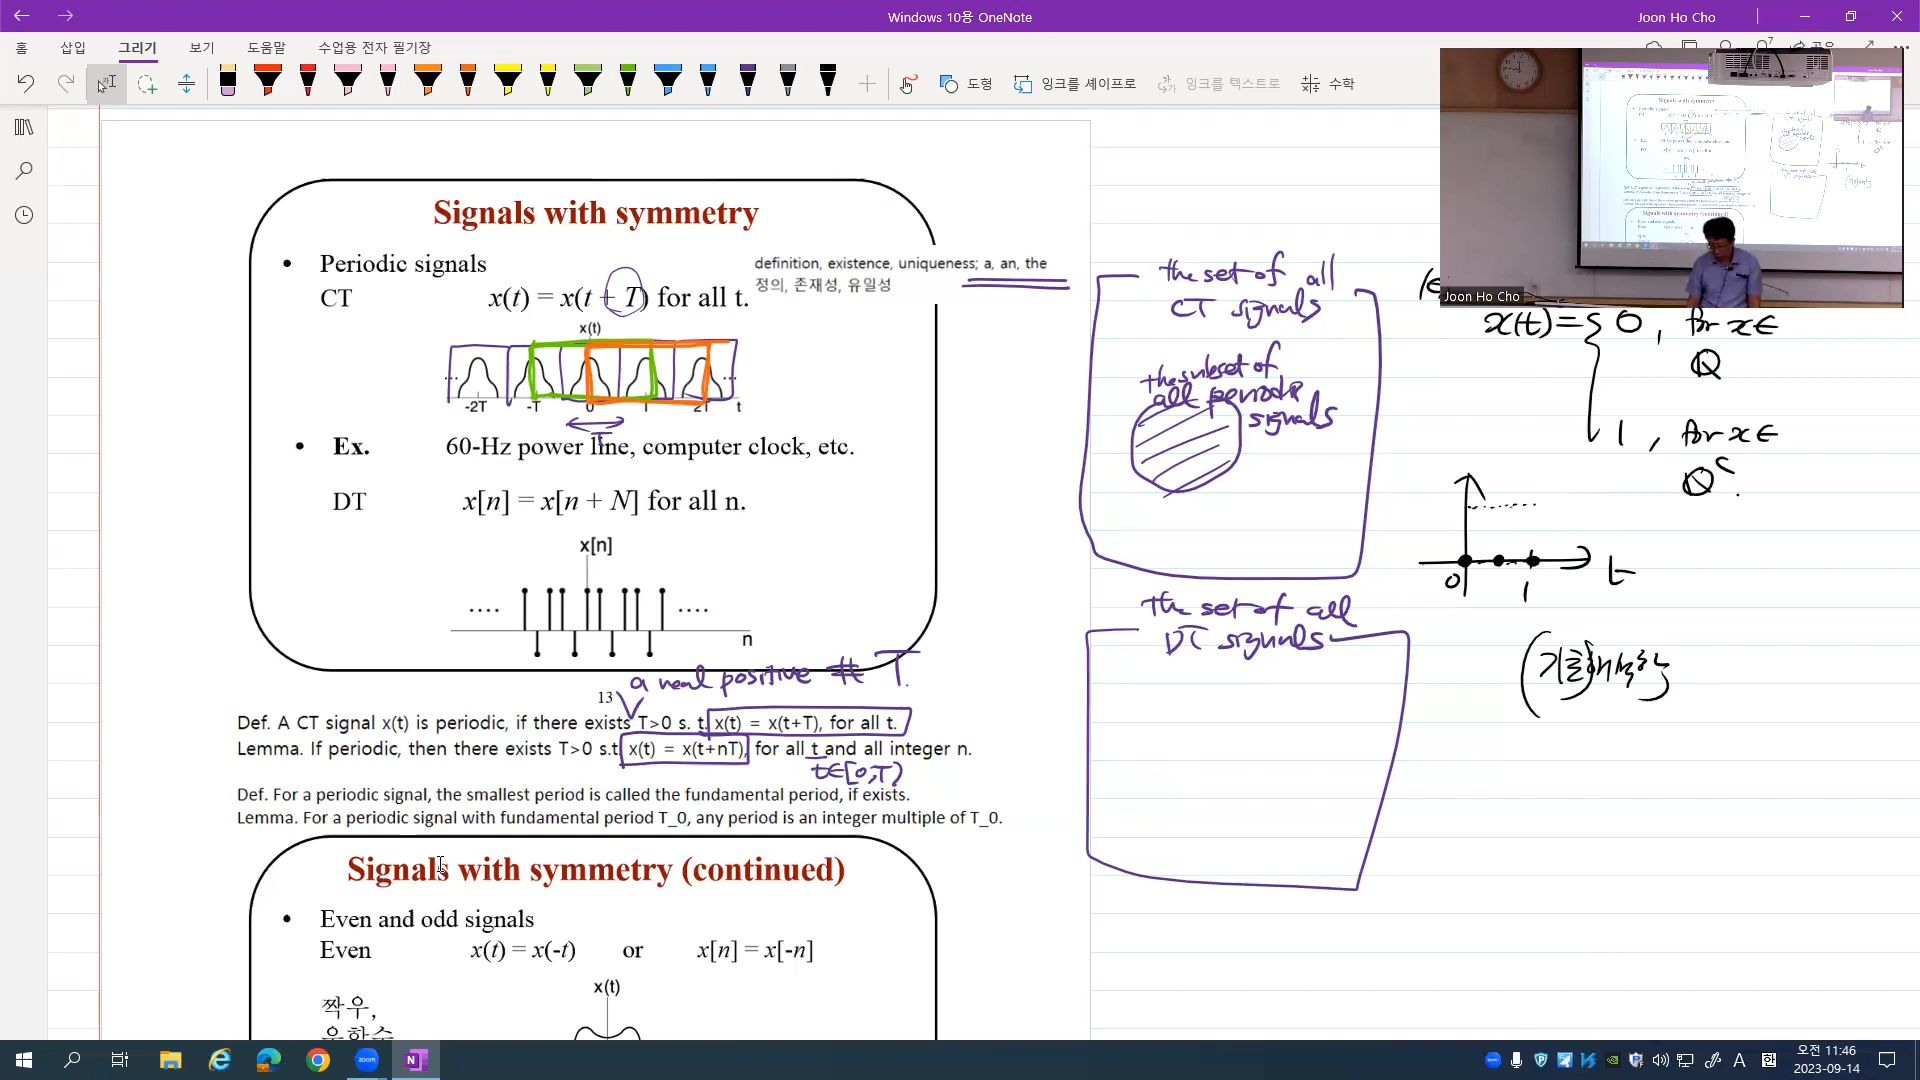 Windows 10용 OneNote
Joon Ho Cho
홈 삽입 그리기 보기 도움말 수업용 전자 필기장
공유
도형 잉크를 셰이프로 잉크를 텍스트로 수학
Signals with symmetry
• Periodic signals
CT x(t) = x(t + T) for all t.
definition, existence, uniqueness; a, an, the
정의, 존재성, 유일성
x(t)
... ...
-2T -T 0 2T t
T
• Ex. 60-Hz power line, computer clock, etc.
DT x[n] = x[n + N] for all n.
x[n]
.... ....
n
13
a real positive # T.
Def. A CT signal x(t) is periodic, if there exists T>0 s. t. x(t) = x(t+T), for all t.
Lemma. If periodic, then there exists T>0 s.t. x(t) = x(t+nT), for all t and all integer n.
t∈[0,T)
Def. For a periodic signal, the smallest period is called the fundamental period, if exists.
Lemma. For a periodic signal with fundamental period T_0, any period is an integer multiple of T_0.
Signals with symmetry (continued)
• Even and odd signals
Even x(t) = x(-t) or x[n] = x[-n]
x(t)
짝우,
the set of all
CT signals
the subset of
all periodic
signals
the set of all
DT signals
Joon Ho Cho
x(t) = { 0, for x∈
Q
1, for x∈
Q^c.
0 1 t
오전 11:46
2023-09-14